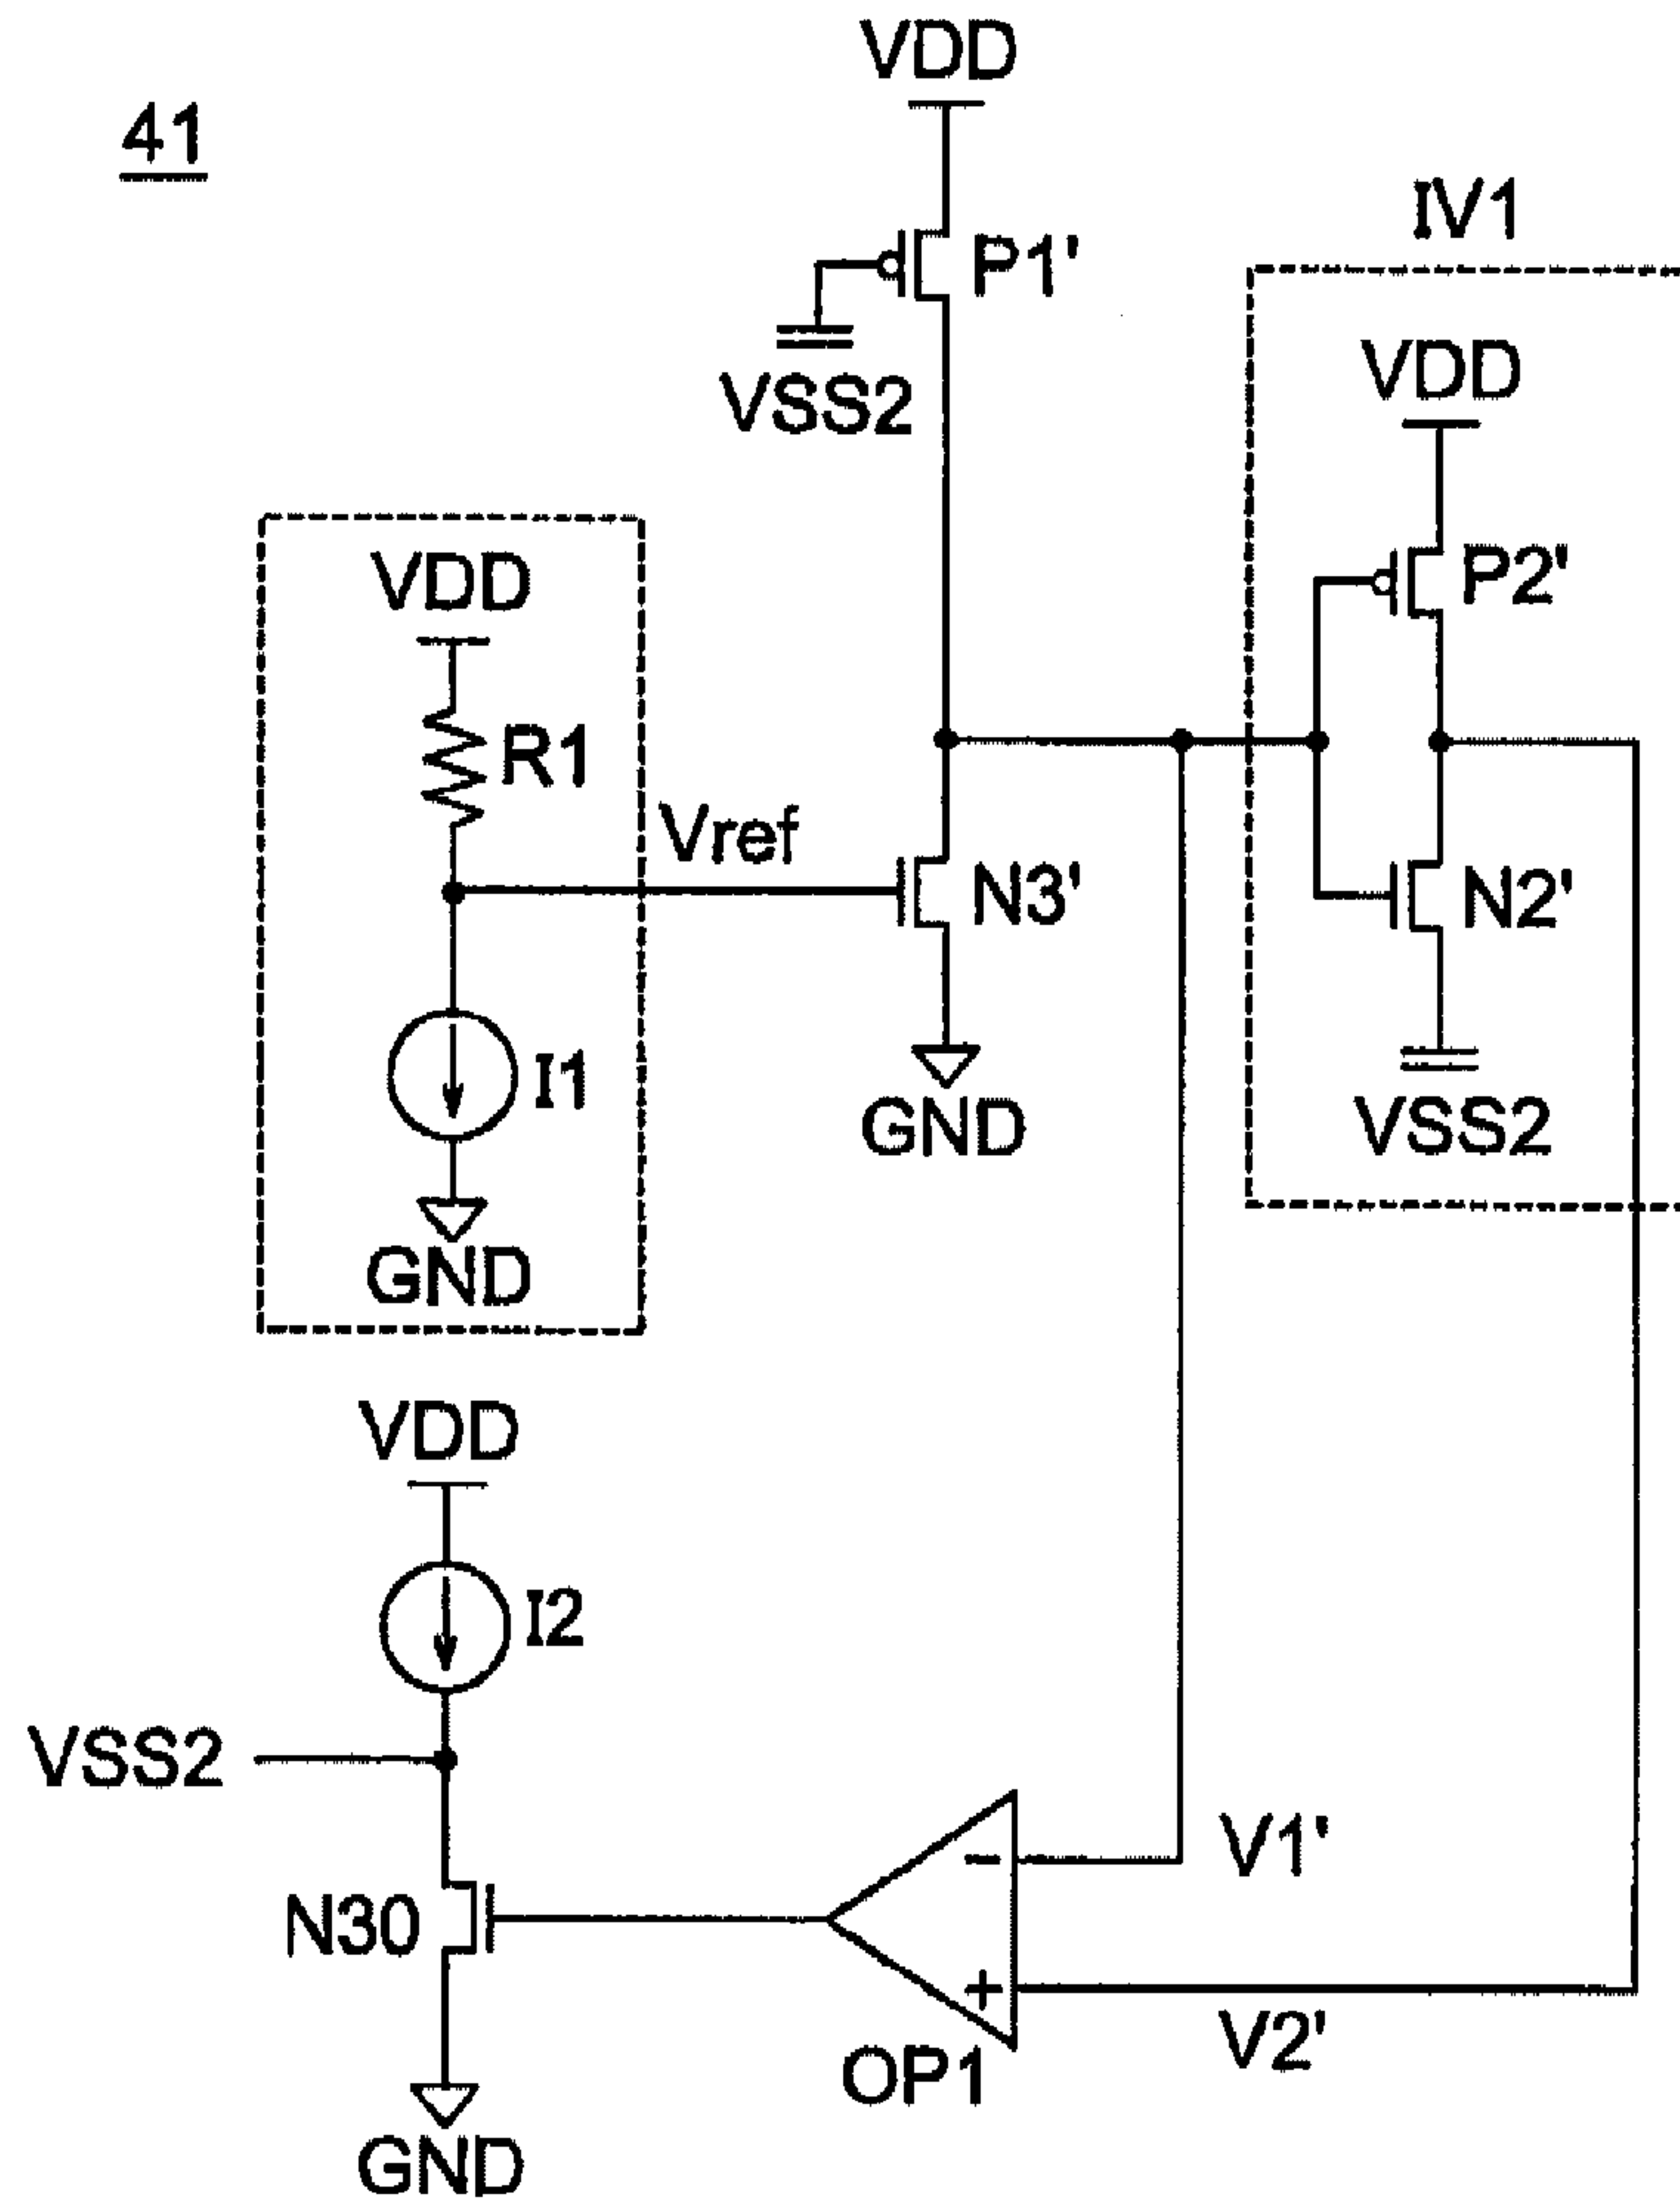 VDD
41
IV1
P1'
VDD
VSS2
VDD
P2'
R1
Vref
N3'
N2'
I1
GND
VSS2
GND
VDD
I2
VSS2
V1'
-
N30
+
V2'
OP1
GND